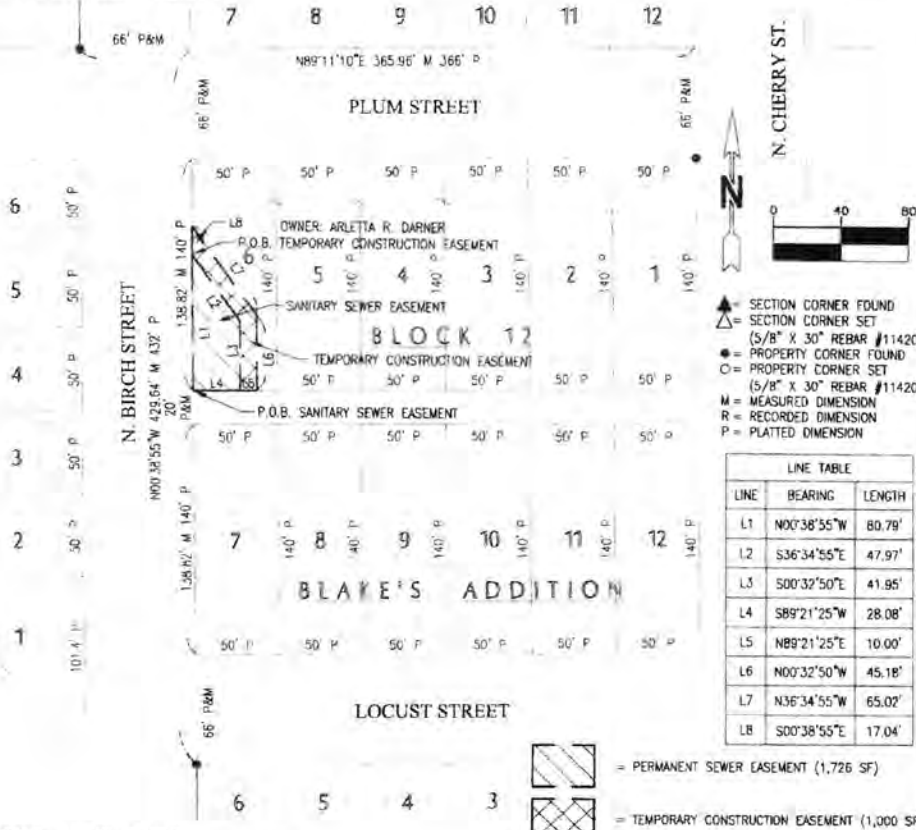 7 8 9 10 11 12
66' P&M
N89°11'10"E 365.96' M 366' P
N. CHERRY ST.
PLUM STREET
66' P&M
66' P&M
50' P 50' P 50' P 50' P 50' P 50' P
N
0 40 80
6
50' P
L8
OWNER: ARLETTA R. DARNER
P.O.B. TEMPORARY CONSTRUCTION EASEMENT
138.82' M 140' P
6 5 4 3 2 1
140' P 140' P 140' P 140' P 140' P 140' P
5
50' P
L7
L2
SANITARY SEWER EASEMENT
L1
BLOCK 12
L3
L6
TEMPORARY CONSTRUCTION EASEMENT
4
50' P
L4
50' P 50' P 50' P 50' P 50' P
P.O.B. SANITARY SEWER EASEMENT
N. BIRCH STREET
N00°38'55"W 429.64' M 432' P
20' P&M
50' P 50' P 50' P 50' P 50' P
3
50' P
138.82' M 140' P
2
50' P
7 8 9 10 11 12
140' P 140' P 140' P 140' P 140' P 140' P
BLAKE'S ADDITION
1
101.4' P
50' P 50' P 50' P 50' P 50' P 50' P
66' P&M
LOCUST STREET
6 5 4 3
= SECTION CORNER FOUND
= SECTION CORNER SET
(5/8" X 30" REBAR #11420
= PROPERTY CORNER FOUND
= PROPERTY CORNER SET
(5/8" X 30" REBAR #11420
M = MEASURED DIMENSION
R = RECORDED DIMENSION
P = PLATTED DIMENSION
LINE TABLE
LINE BEARING LENGTH
L1 N00°38'55"W 80.79'
L2 S36°34'55"E 47.97'
L3 S00°32'50"E 41.95'
L4 S89°21'25"W 28.08'
L5 N89°21'25"E 10.00'
L6 N00°32'50"W 45.18'
L7 N36°34'55"W 65.02'
L8 S00°38'55"E 17.04'
= PERMANENT SEWER EASEMENT (1,726 SF)
= TEMPORARY CONSTRUCTION EASEMENT (1,000 SF